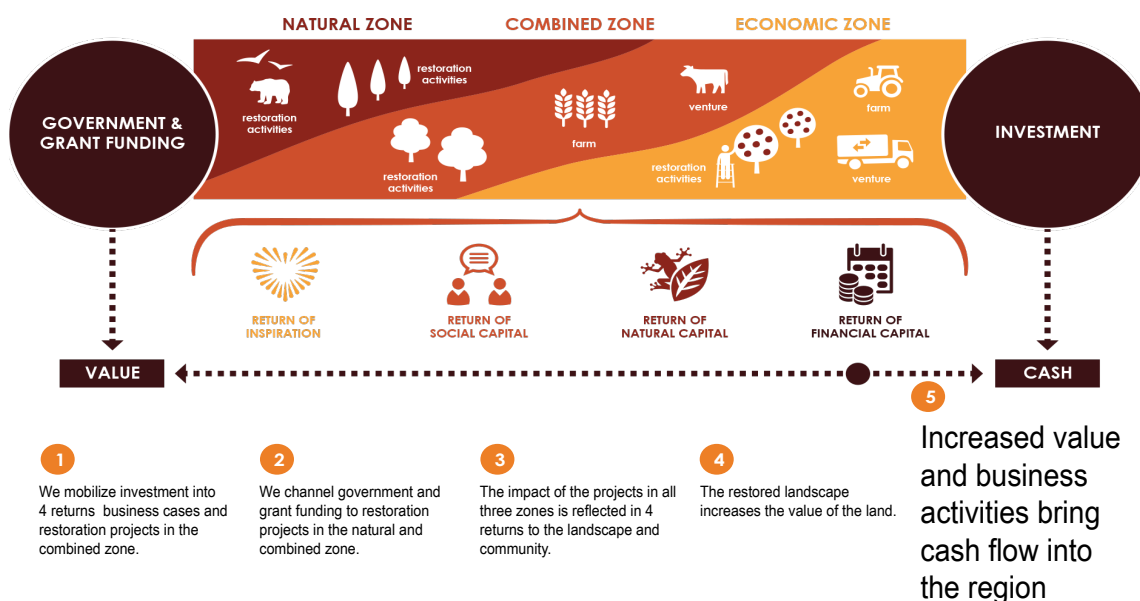 NATURAL ZONE
COMBINED ZONE
ECONOMIC ZONE
GOVERNMENT &
GRANT FUNDING
restoration
activities
restoration
activities
restoration
activities
farm
venture
restoration
activities
farm
venture
INVESTMENT
RETURN OF
INSPIRATION
RETURN OF
SOCIAL CAPITAL
RETURN OF
NATURAL CAPITAL
RETURN OF
FINANCIAL CAPITAL
VALUE
CASH
1
We mobilize investment into
4 returns business cases and
restoration projects in the
combined zone.
2
We channel government and
grant funding to restoration
projects in the natural and
combined zone.
3
The impact of the projects in all
three zones is reflected in 4
returns to the landscape and
community.
4
The restored landscape
increases the value of the land.
5
Increased value
and business
activities bring
cash flow into
the region